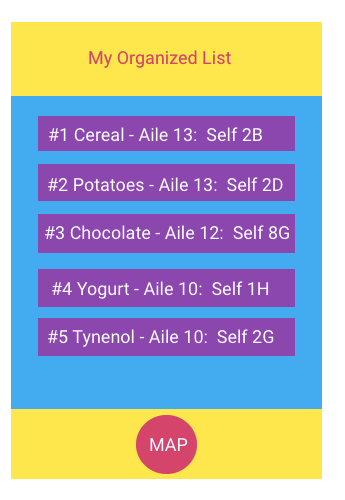 My Organized List
#1 Cereal - Aile 13:  Self 2B
#2 Potatoes - Aile 13:  Self 2D
#3 Chocolate - Aile 12:  Self 8G
#4 Yogurt - Aile 10:  Self 1H
#5 Tynenol - Aile 10:  Self 2G
MAP